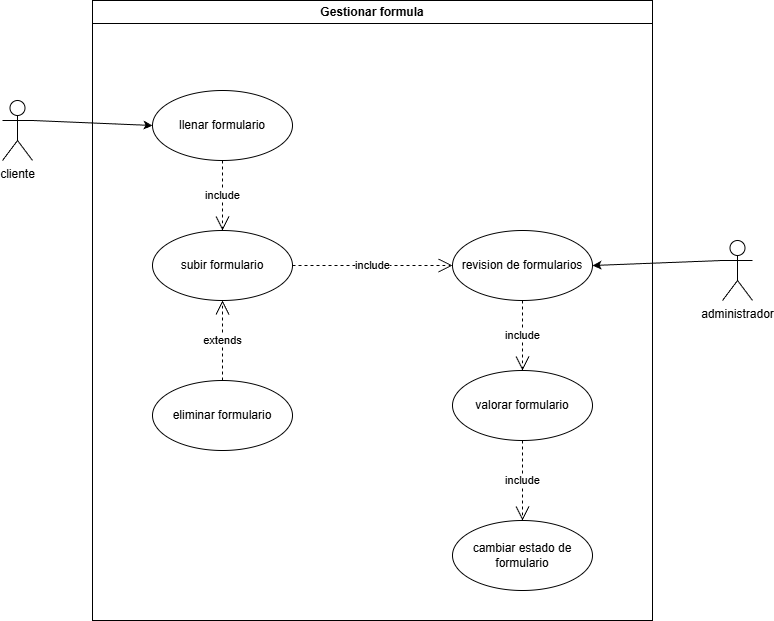 Gestionar formula
llenar formulario
cliente
include
subir formulario
include
revision de formularios
administrador
extends
include
eliminar formulario
valorar formulario
include
cambiar estado de
formulario